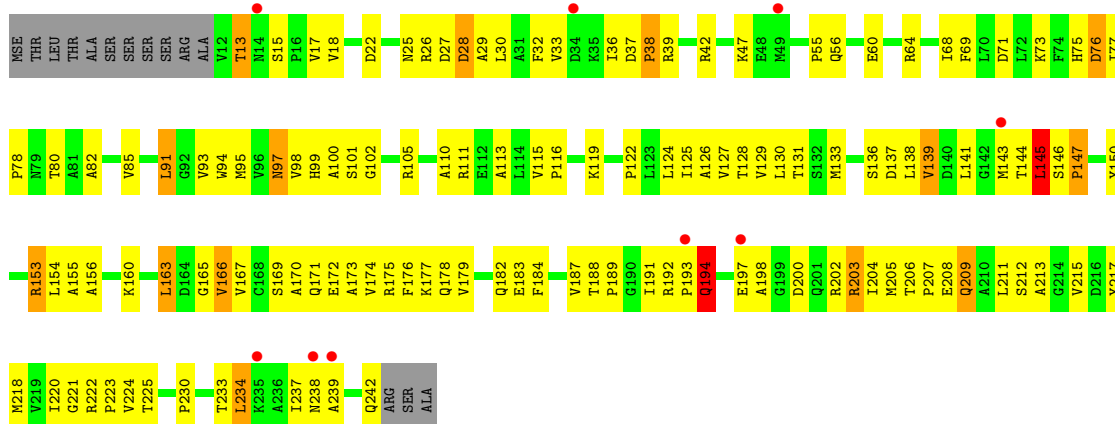 MSE THR LEU THR ALA SER SER SER ARG ALA V12 T13 N14 S15 P16 V17 V18 D22 N25 R26 D27 D28 A29 L30 A31 F32 V33 D34 K35 I36 D37 P38 R39 R42 K47 E48 M49 P55 Q56 E60 R64 I68 F69 L70 D71 L72 K73 F74 H75 D76
P78 N79 T80 A81 A82 V85 L91 G92 V93 W94 M95 V96 N97 V98 H99 A100 S101 G102 R105 A110 R111 E112 A113 L114 V115 P116 K119 P122 L123 L124 I125 A126 V127 T128 V129 L130 T131 S132 M133 S136 D137 L138 V139 D140 L141 G142 M143 T144 L145 S146 P147
R153 L154 A155 A156 K160 L163 D164 G165 V166 V167 C168 S169 A170 Q171 E172 A173 V174 R175 F176 K177 Q178 V179 Q182 E183 F184 V187 T188 P189 G190 I191 R192 P193 Q194 E197 A198 G199 D200 Q201 R202 R203 I204 M205 T206 P207 E208 Q209 A210 L211 S212 A213 G214 V215 D216
M218 V219 I220 G221 R222 P223 V224 T225 P230 T233 L234 K235 A236 I237 N238 A239 Q242 ARG SER ALA